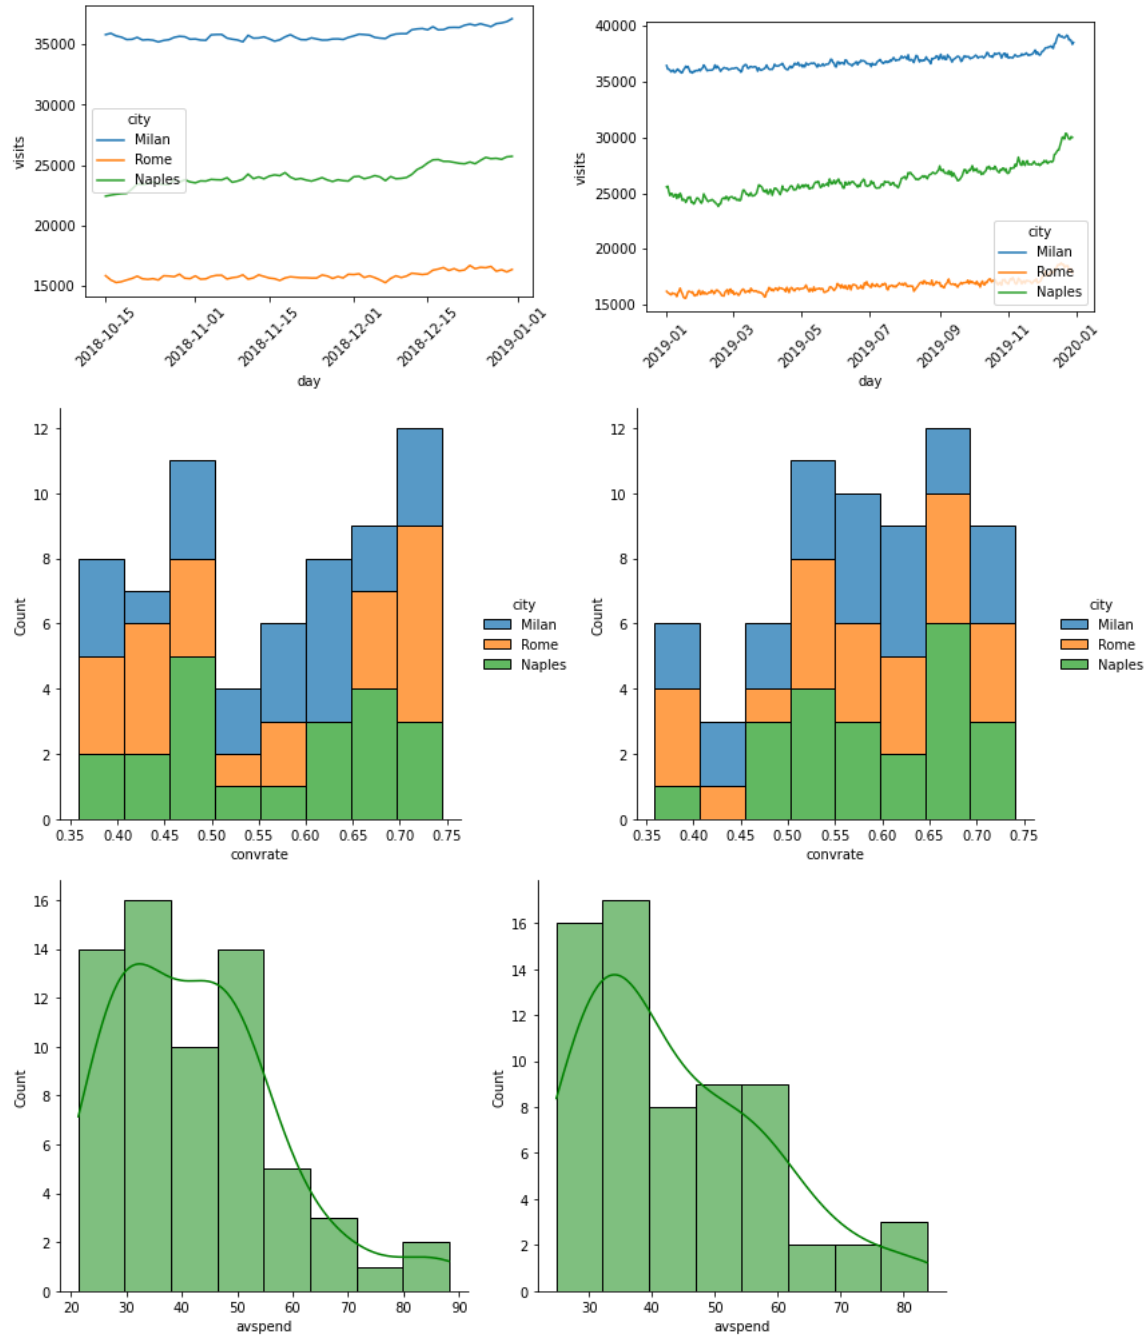 35000
30000
25000
20000
15000
visits
city
Milan
Rome
Naples
2018-10-15
2018-11-01
2018-11-15
2018-12-01
2018-12-15
2019-01-01
day
40000
35000
30000
25000
20000
15000
visits
city
Milan
Rome
Naples
2019-01
2019-03
2019-05
2019-07
2019-09
2019-11
2020-01
day
12
10
8
6
4
2
0
Count
0.35 0.40 0.45 0.50 0.55 0.60 0.65 0.70 0.75
convrate
city
Milan
Rome
Naples
12
10
8
6
4
2
0
Count
0.35 0.40 0.45 0.50 0.55 0.60 0.65 0.70 0.75
convrate
city
Milan
Rome
Naples
16
14
12
10
8
6
4
2
0
Count
20 30 40 50 60 70 80 90
avspend
16
14
12
10
8
6
4
2
0
Count
30 40 50 60 70 80
avspend